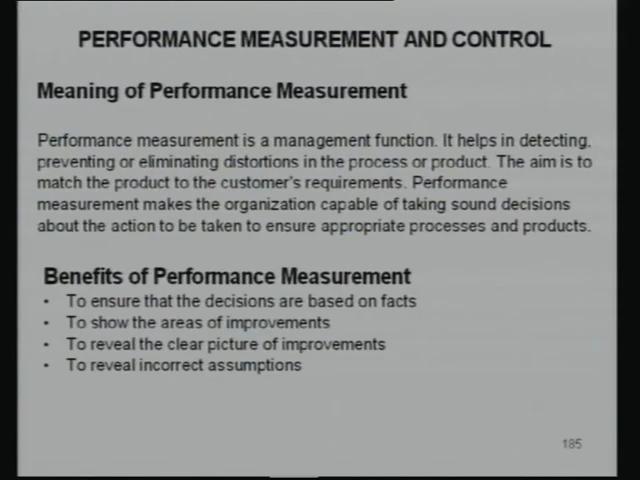 PERFORMANCE MEASUREMENT AND CONTROL
Meaning of Performance Measurement
Performance measurement is a management function. It helps in detecting,
preventing or eliminating distortions in the process or product. The aim is to
match the product to the customer's requirements. Performance
measurement makes the organization capable of taking sound decisions
about the action to be taken to ensure appropriate processes and products.
Benefits of Performance Measurement
• To ensure that the decisions are based on facts
• To show the areas of improvements
• To reveal the clear picture of improvements
• To reveal incorrect assumptions
185